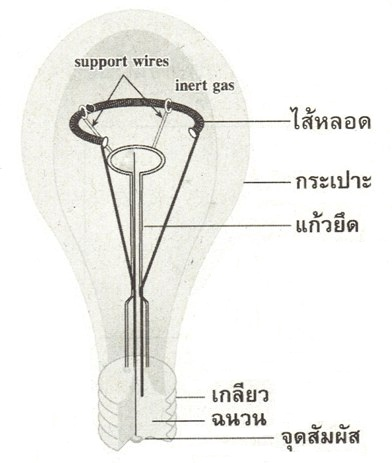 support wires
inert gas
ไส้หลอด
กระเปาะ
แก้วยึด
เกลียว
ฉนวน
จุดสัมผัส